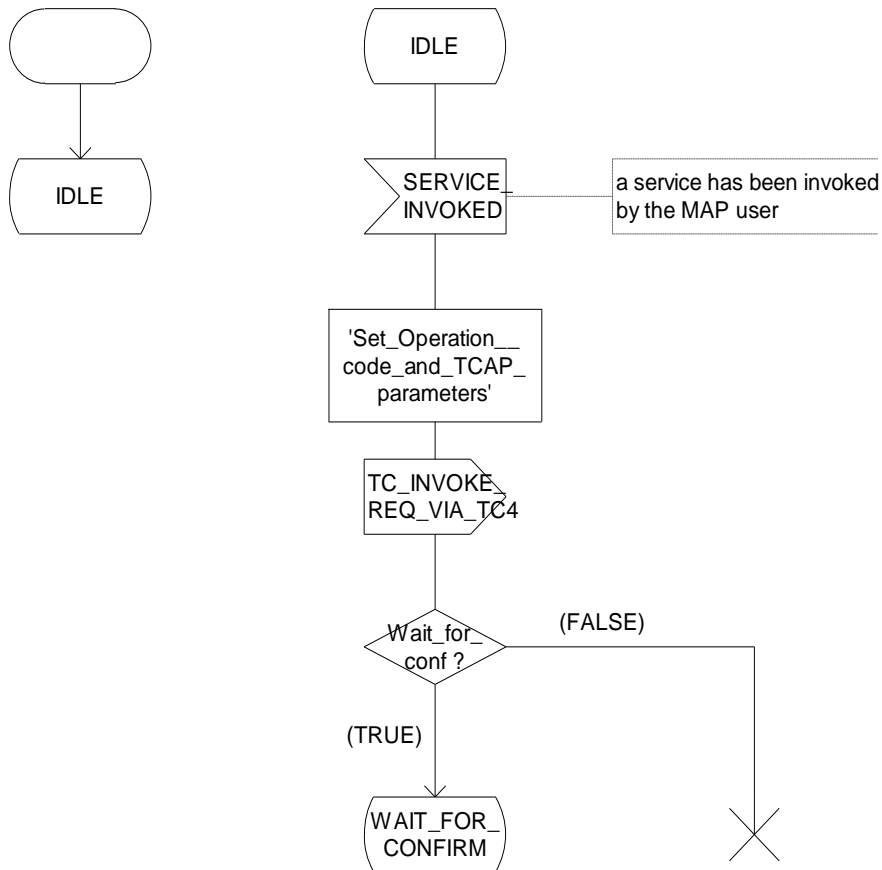 IDLE
IDLE
SERVICE_
INVOKED
a service has been invoked
by the MAP user
'Set_Operation__
code_and_TCAP_
parameters'
TC_INVOKE_
REQ_VIA_TC4
Wait_for_
conf ?
(FALSE)
(TRUE)
WAIT_FOR_
CONFIRM